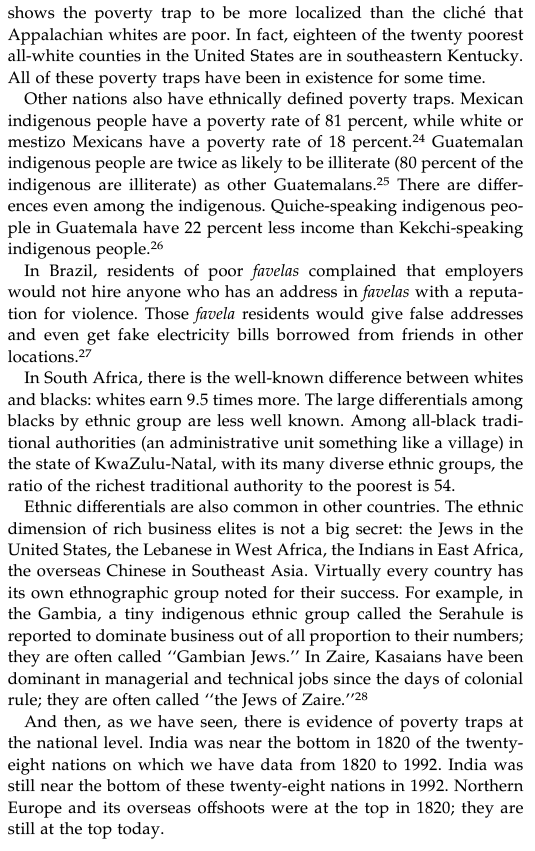 shows the poverty trap to be more localized than the cliché that
Appalachian whites are poor. In fact, eighteen of the twenty poorest
all-white counties in the United States are in southeastern Kentucky.
All of these poverty traps have been in existence for some time.
Other nations also have ethnically defined poverty traps. Mexican
indigenous people have a poverty rate of 81 percent, while white or
mestizo Mexicans have a poverty rate of 18 percent.24 Guatemalan
indigenous people are twice as likely to be illiterate (80 percent of the
indigenous are illiterate) as other Guatemalans.25 There are differ-
ences even among the indigenous. Quiche-speaking indigenous peo-
ple in Guatemala have 22 percent less income than Kekchi-speaking
indigenous people.26
In Brazil, residents of poor favelas complained that employers
would not hire anyone who has an address in favelas with a reputa-
tion for violence. Those favela residents would give false addresses
and even get fake electricity bills borrowed from friends in other
locations.27
In South Africa, there is the well-known difference between whites
and blacks: whites earn 9.5 times more. The large differentials among
blacks by ethnic group are less well known. Among all-black tradi-
tional authorities (an administrative unit something like a village) in
the state of KwaZulu-Natal, with its many diverse ethnic groups, the
ratio of the richest traditional authority to the poorest is 54.
Ethnic differentials are also common in other countries. The ethnic
dimension of rich business elites is not a big secret: the Jews in the
United States, the Lebanese in West Africa, the Indians in East Africa,
the overseas Chinese in Southeast Asia. Virtually every country has
its own ethnographic group noted for their success. For example, in
the Gambia, a tiny indigenous ethnic group called the Serahule is
reported to dominate business out of all proportion to their numbers;
they are often called ‘‘Gambian Jews.’’ In Zaire, Kasaians have been
dominant in managerial and technical jobs since the days of colonial
rule; they are often called ‘‘the Jews of Zaire.’’28
And then, as we have seen, there is evidence of poverty traps at
the national level. India was near the bottom in 1820 of the twenty-
eight nations on which we have data from 1820 to 1992. India was
still near the bottom of these twenty-eight nations in 1992. Northern
Europe and its overseas offshoots were at the top in 1820; they are
still at the top today.